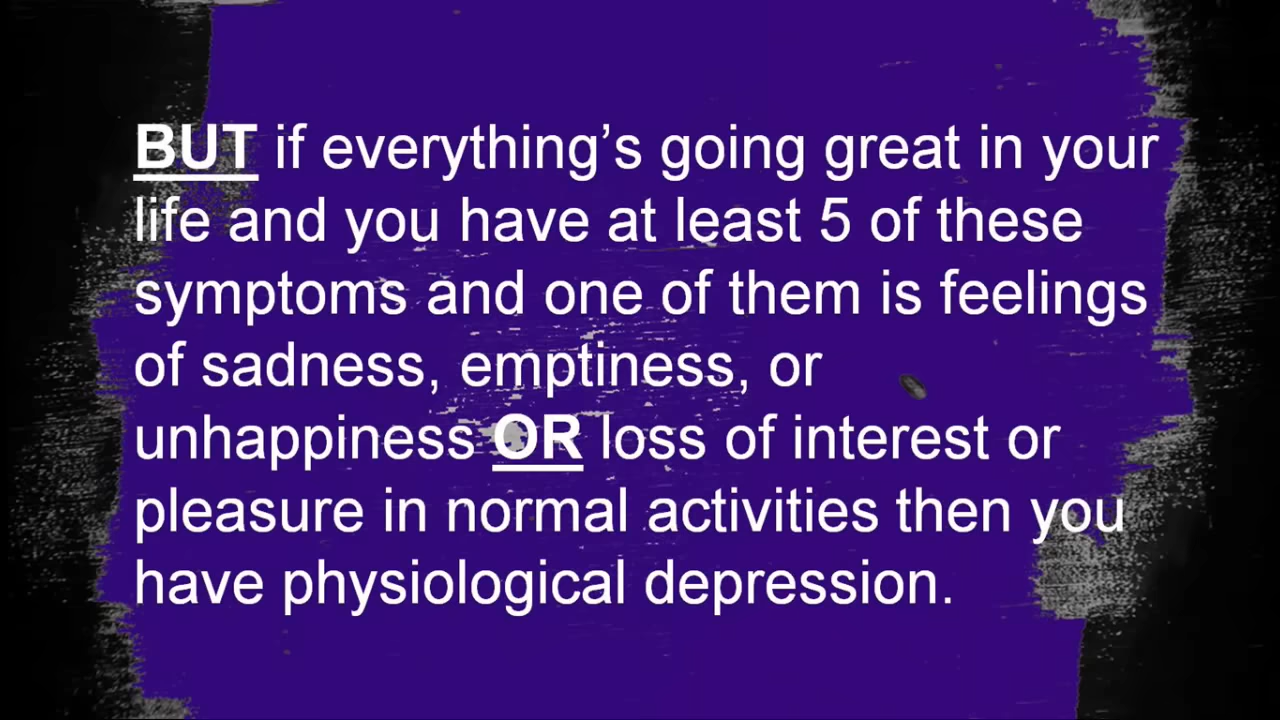 BUT if everything’s going great in your
life and you have at least 5 of these
symptoms and one of them is feelings
of sadness, emptiness, or
unhappiness OR loss of interest or
pleasure in normal activities then you
have physiological depression.